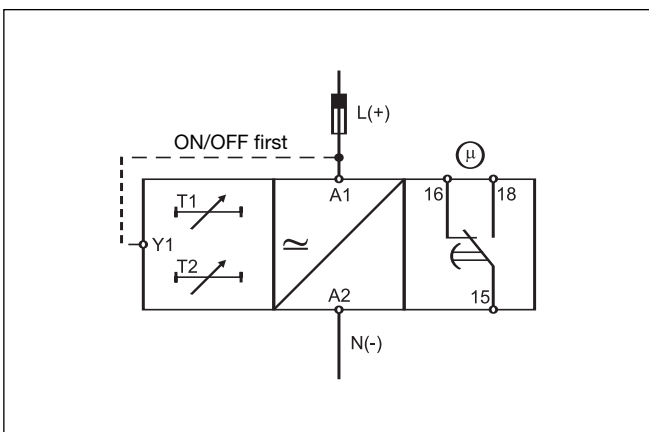 L(+)
ON/OFF first
μ
A1
16
18
T1
Y1
≃
T2
A2
15
N(-)